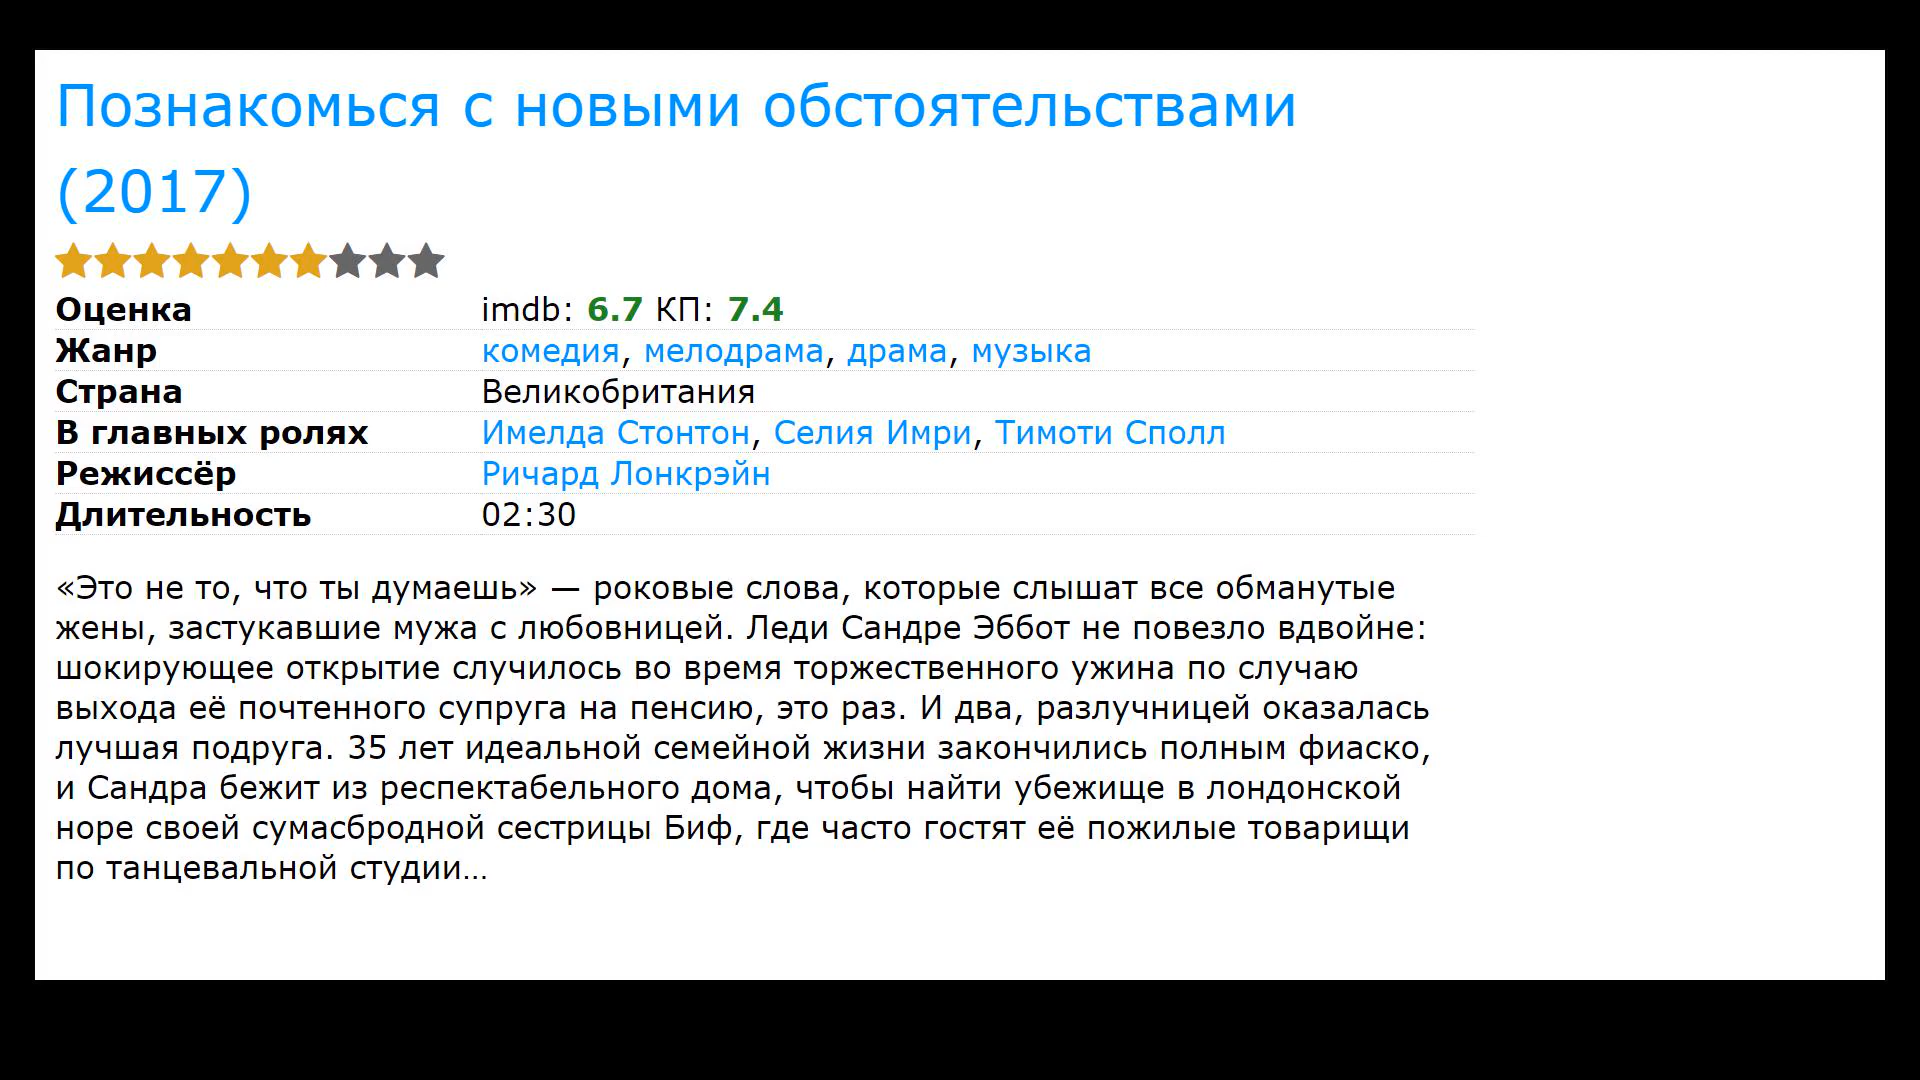 Познакомься с новыми обстоятельствами
(2017)
Оценка imdb: 6.7 КП: 7.4
Жанр комедия, мелодрама, драма, музыка
Страна Великобритания
В главных ролях Имелда Стонтон, Селия Имри, Тимоти Сполл
Режиссёр Ричард Лонкрэйн
Длительность 02:30
«Это не то, что ты думаешь» — роковые слова, которые слышат все обманутые
жены, застукавшие мужа с любовницей. Леди Сандре Эббот не повезло вдвойне:
шокирующее открытие случилось во время торжественного ужина по случаю
выхода её почтенного супруга на пенсию, это раз. И два, разлучницей оказалась
лучшая подруга. 35 лет идеальной семейной жизни закончились полным фиаско,
и Сандра бежит из респектабельного дома, чтобы найти убежище в лондонской
норе своей сумасбродной сестрицы Биф, где часто гостят её пожилые товарищи
по танцевальной студии...